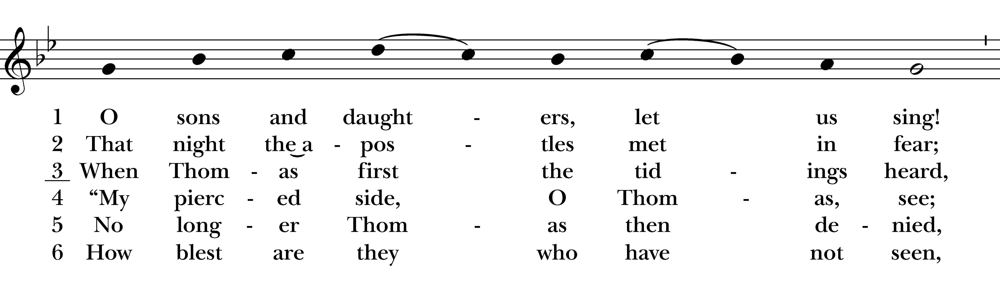 1 O sons and daught - ers, let us sing!
2 That night the a - pos - tles met in fear;
3 When Thom - as first the tid - ings heard,
4 “My pierc - ed side, O Thom - as, see;
5 No long - er Thom - as then de - nied,
6 How blest are they who have not seen,